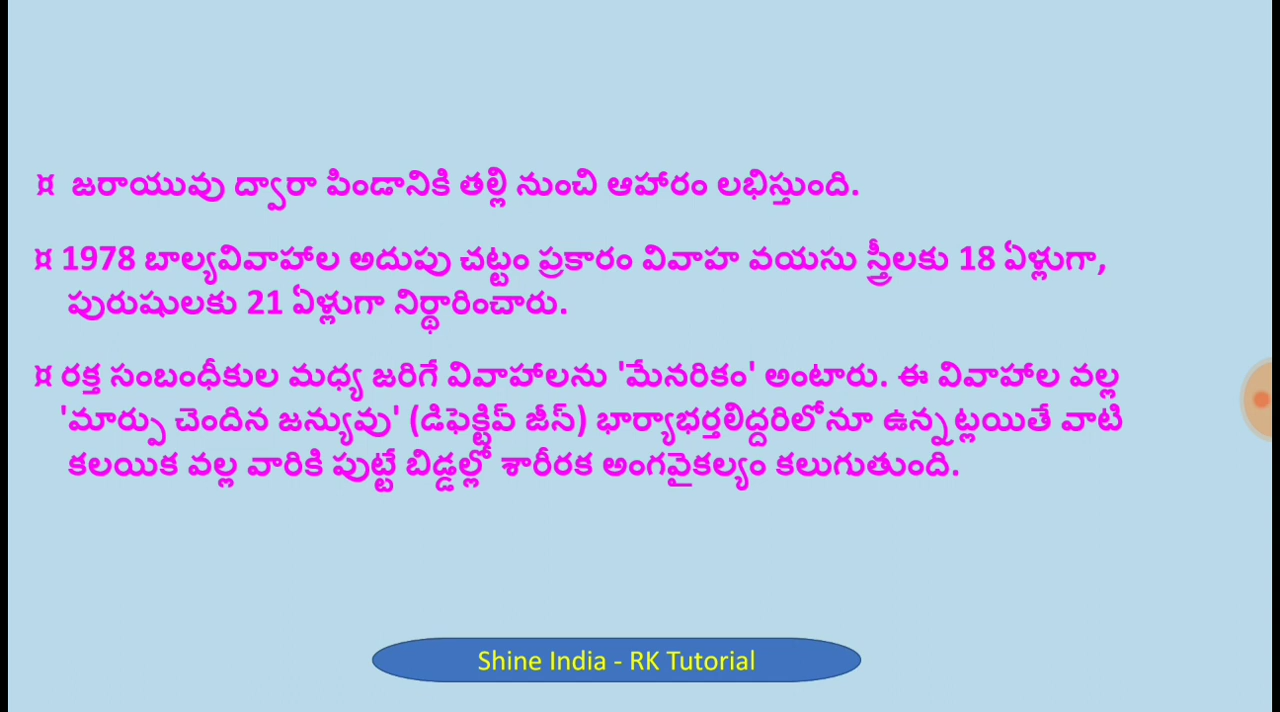 ¤ జరాయువు ద్వారా పిండానికి తల్లి నుంచి ఆహారం లభిస్తుంది.
¤ 1978 బాల్యవివాహాల అదుపు చట్టం ప్రకారం వివాహ వయసు స్త్రీలకు 18 ఏళ్లుగా,
పురుషులకు 21 ఏళ్లుగా నిర్థారించారు.
¤ రక్త సంబంధీకుల మధ్య జరిగే వివాహాలను 'మేనరికం' అంటారు. ఈ వివాహాల వల్ల
'మార్పు చెందిన జన్యువు' (డిఫెక్టివ్ జీన్) భార్యాభర్తలిద్దరిలోనూ ఉన్నట్లయితే వాటి
కలయిక వల్ల వారికి పుట్టే బిడ్డల్లో శారీరక అంగవైకల్యం కలుగుతుంది.
Shine India - RK Tutorial